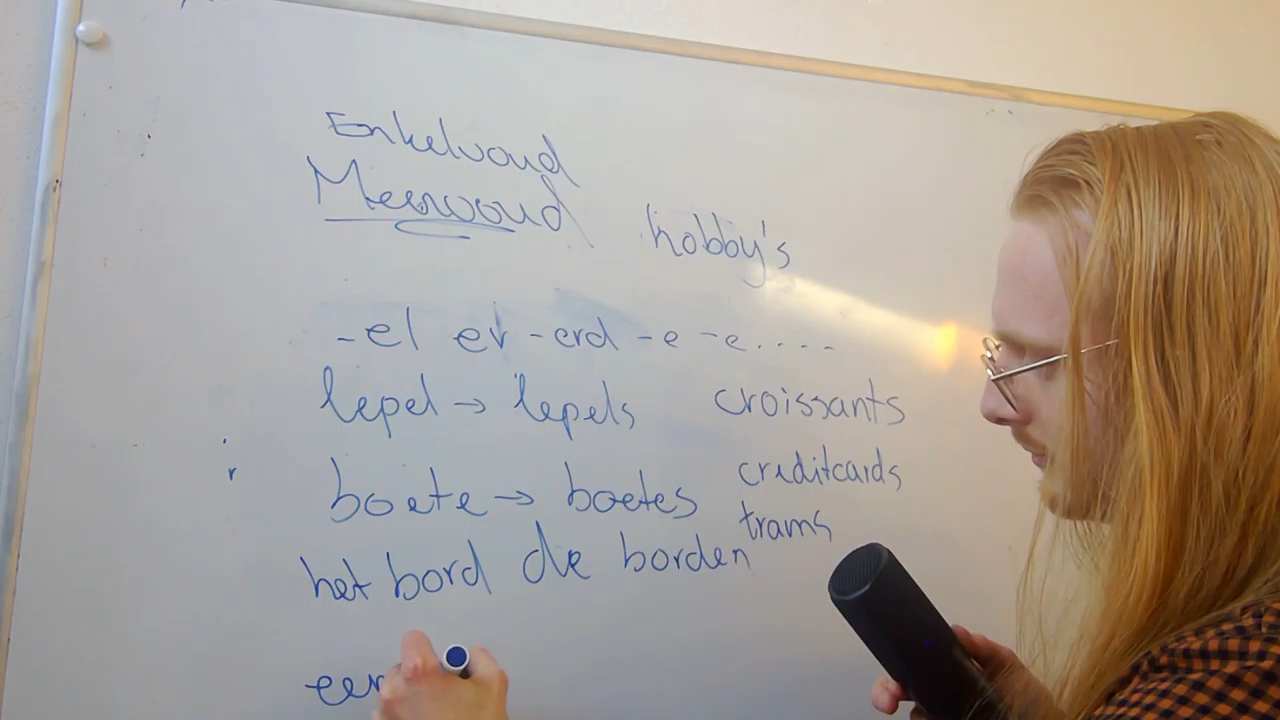 Enkelvoud
Meervoud
hobby's
-el er -erd -e -e....
lepel → lepels croissants
creditcards
boete → boetes
trams
het bord de borden
een